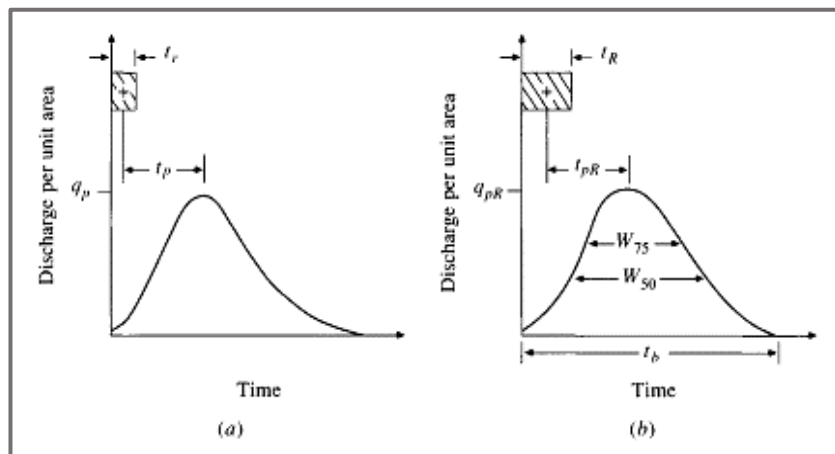 t_r
Discharge per unit area
q_p
t_p
Time
(a)
t_R
Discharge per unit area
q_pR
t_pR
W_75
W_50
t_b
Time
(b)